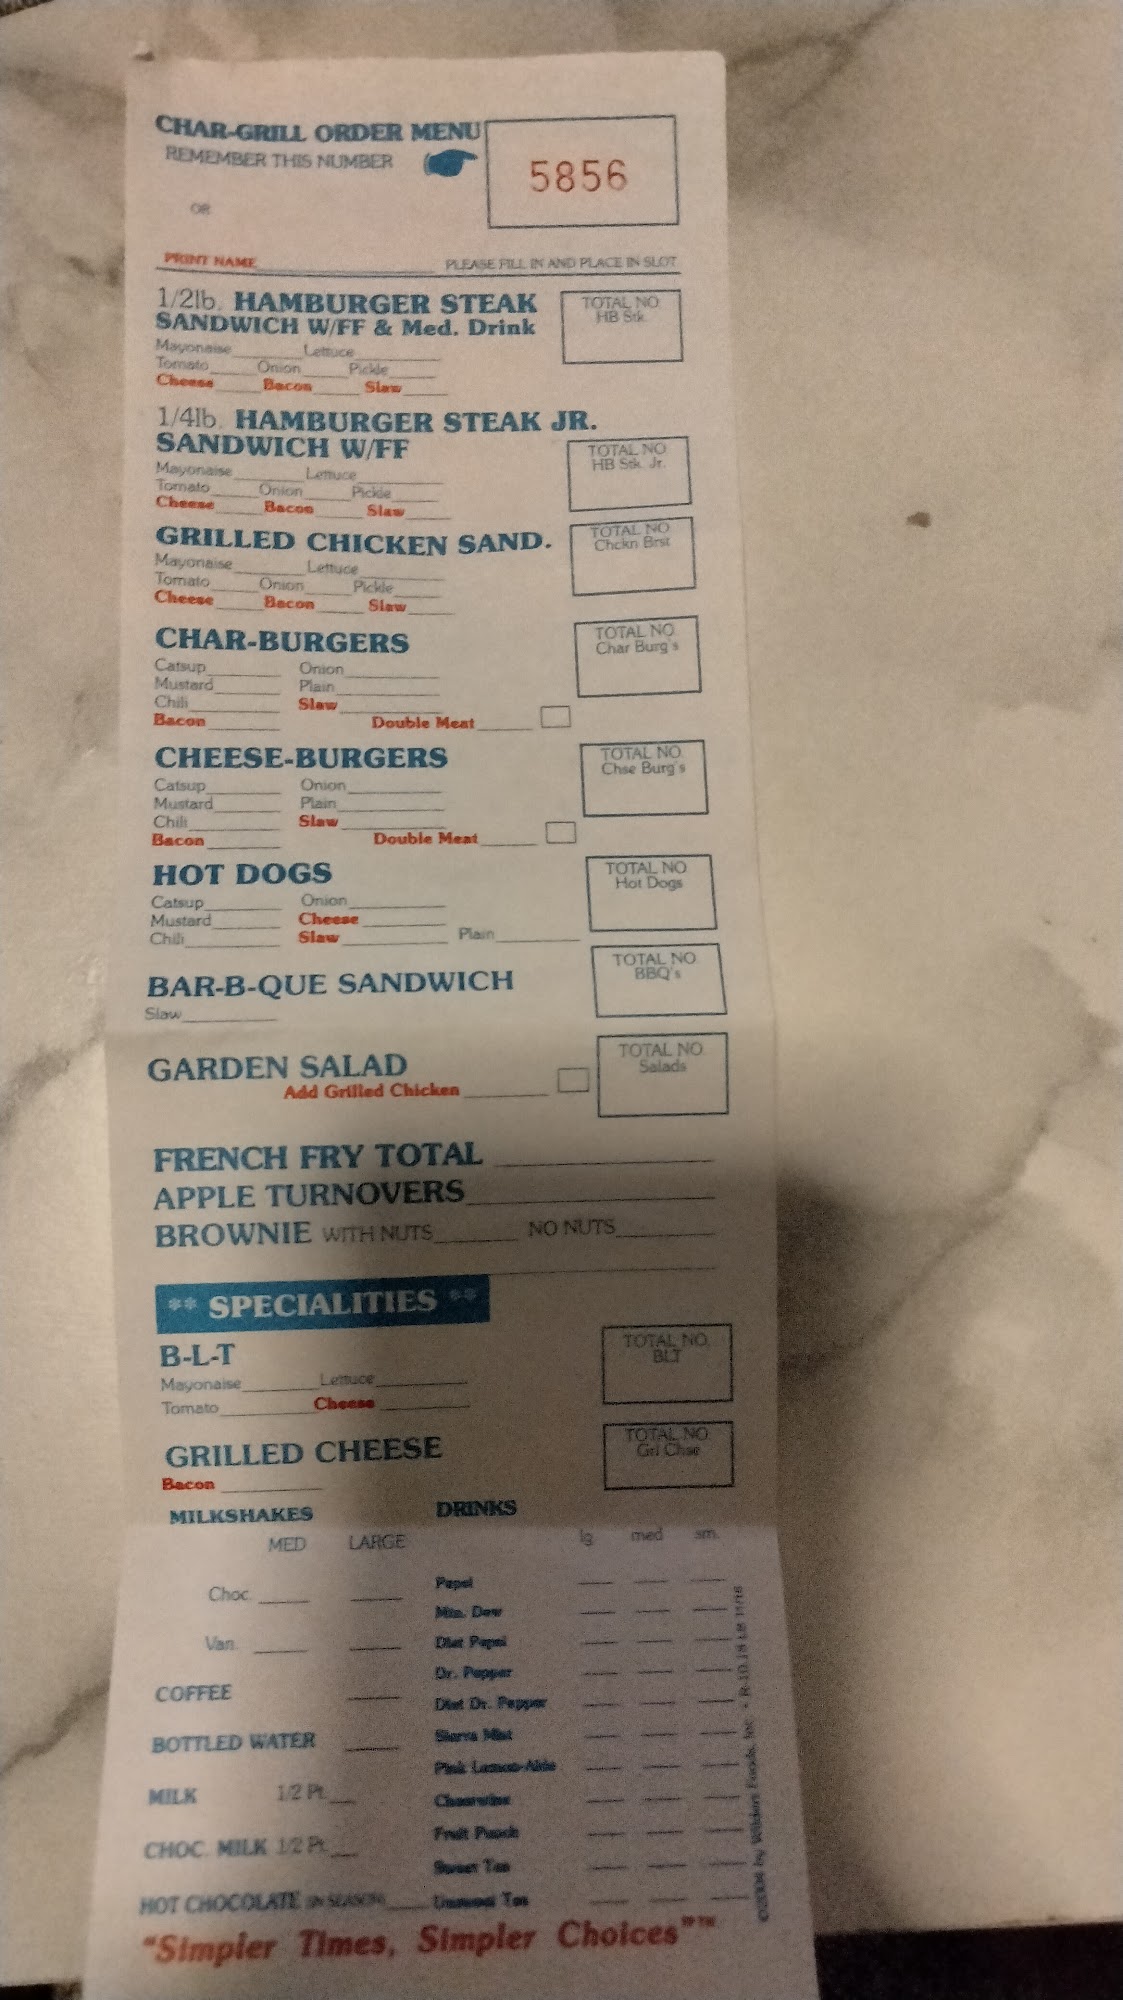 CHAR-GRILL ORDER MENU
REMEMBER THIS NUMBER
5856
OR
PRINT NAME PLEASE FILL IN AND PLACE IN SLOT
1/2lb. HAMBURGER STEAK
SANDWICH W/FF & Med. Drink
TOTAL NO.
HB Stk.
Mayonaise Lettuce
Tomato Onion Pickle
Cheese Bacon Slaw
1/4lb. HAMBURGER STEAK JR.
SANDWICH W/FF
TOTAL NO.
HB Stk. Jr.
Mayonaise Lettuce
Tomato Onion Pickle
Cheese Bacon Slaw
GRILLED CHICKEN SAND.
TOTAL NO.
Chckn Brst
Mayonaise Lettuce
Tomato Onion Pickle
Cheese Bacon Slaw
CHAR-BURGERS
TOTAL NO.
Char Burg's
Catsup Onion
Mustard Plain
Chili Slaw
Bacon Double Meat
CHEESE-BURGERS
TOTAL NO.
Chse Burg's
Catsup Onion
Mustard Plain
Chili Slaw
Bacon Double Meat
HOT DOGS
TOTAL NO.
Hot Dogs
Catsup Onion
Mustard Cheese
Chili Slaw Plain
BAR-B-QUE SANDWICH
TOTAL NO.
BBQ's
Slaw
GARDEN SALAD
TOTAL NO.
Salads
Add Grilled Chicken
FRENCH FRY TOTAL
APPLE TURNOVERS
BROWNIE WITH NUTS NO NUTS
** SPECIALITIES **
B-L-T
TOTAL NO.
BLT
Mayonaise Lettuce
Tomato Cheese
GRILLED CHEESE
TOTAL NO.
Grl Chse
Bacon
MILKSHAKES
MED LARGE
Choc.
Van.
COFFEE
BOTTLED WATER
MILK 1/2 Pt.
CHOC. MILK 1/2 Pt.
HOT CHOCOLATE (IN SEASON)
DRINKS
lg. med sm.
Pepsi
Mtn. Dew
Diet Pepsi
Dr. Pepper
Diet Dr. Pepper
Sierra Mist
Pink Lemon-Aide
Cheerwine
Fruit Punch
Sweet Tea
Unsweet Tea
©2004 by Wilden Foods, Inc.
"Simpler Times, Simpler Choices"™